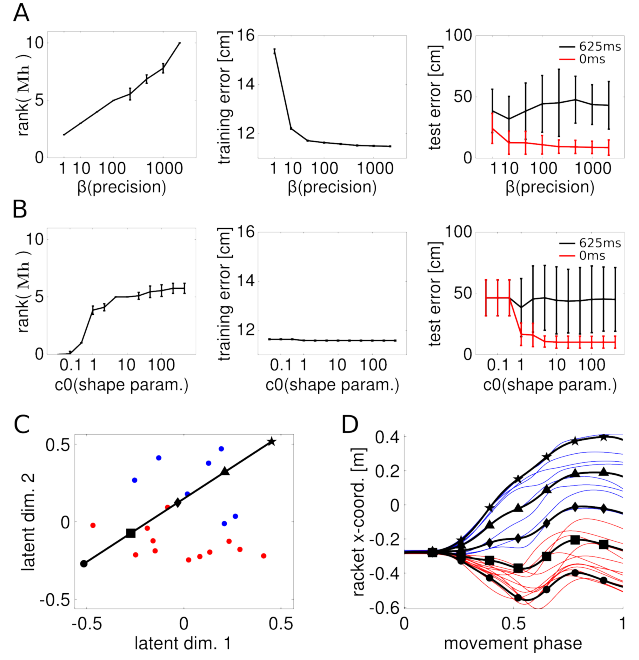 A
10
5
0
rank( Mh )
1 10 100 1000
β(precision)
16
14
12
training error [cm]
1 10 100 1000
β(precision)
100
50
0
test error [cm]
625ms
0ms
1 10 100 1000
β(precision)
B
10
5
0
rank( Mh )
0.1 1 10 100
c0(shape param.)
16
14
12
training error [cm]
0.1 1 10 100
c0(shape param.)
100
50
0
test error [cm]
625ms
0ms
0.1 1 10 100
c0(shape param.)
C
0.5
0
-0.5
latent dim. 2
-0.5 0 0.5
latent dim. 1
D
0.4
0.2
0
-0.2
-0.4
-0.6
racket x-coord. [m]
0 0.5 1
movement phase